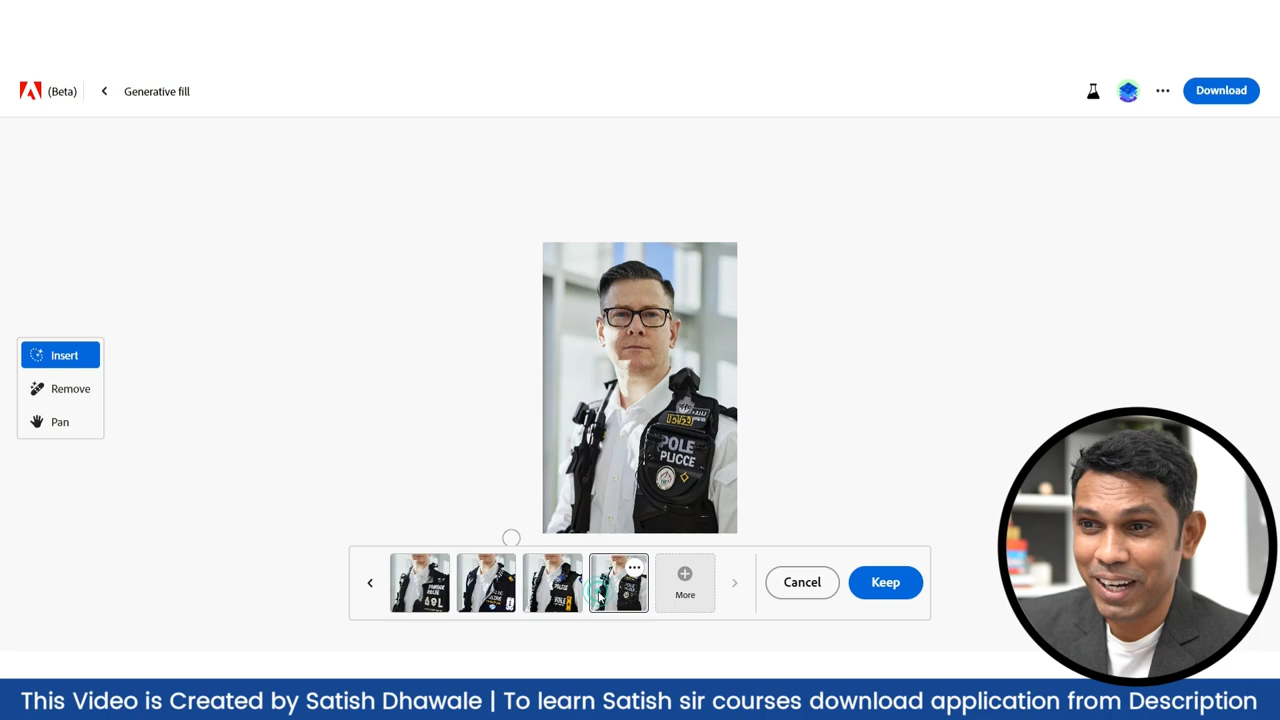 (Beta)
Generative fill
Download
Insert
Remove
Pan
POLE
PLICCE
More
Cancel
Keep
This Video is Created by Satish Dhawale | To learn Satish sir courses download application from Description